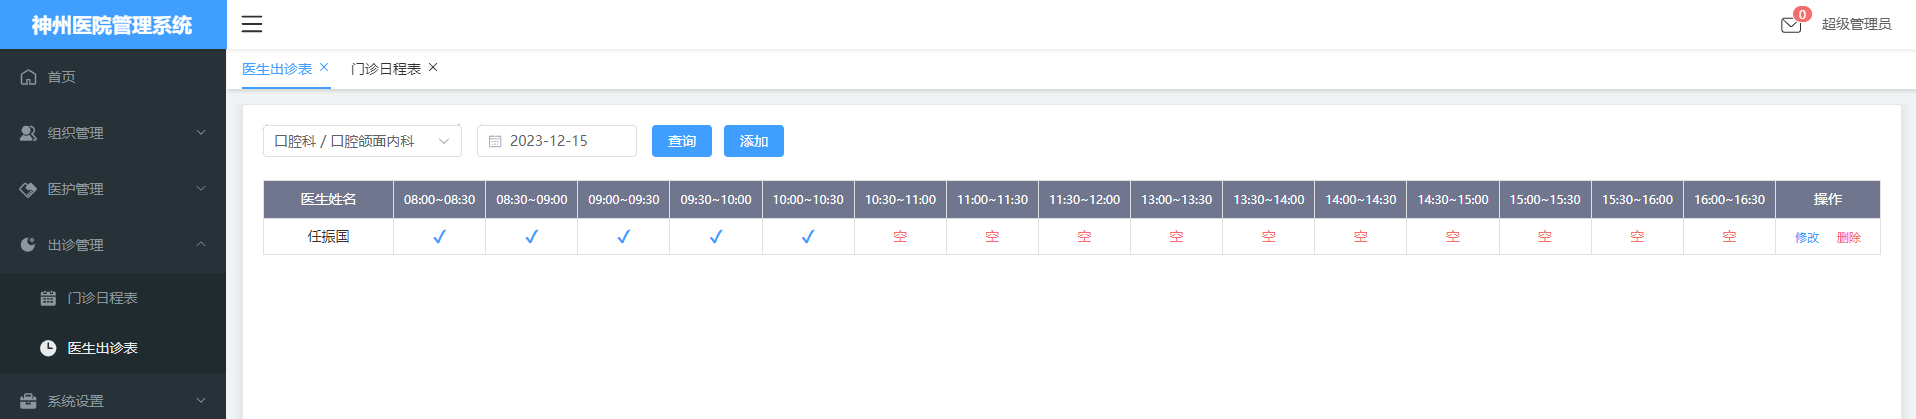 神州医院管理系统
0
超级管理员
首页
组织管理
医护管理
出诊管理
门诊日程表
医生出诊表
系统设置
医生出诊表 门诊日程表
口腔科 / 口腔颌面内科 2023-12-15 查询 添加
医生姓名 08:00~08:30 08:30~09:00 09:00~09:30 09:30~10:00 10:00~10:30 10:30~11:00 11:00~11:30 11:30~12:00 13:00~13:30 13:30~14:00 14:00~14:30 14:30~15:00 15:00~15:30 15:30~16:00 16:00~16:30 操作
任振国 ✓ ✓ ✓ ✓ ✓ 空 空 空 空 空 空 空 空 空 空 修改 删除